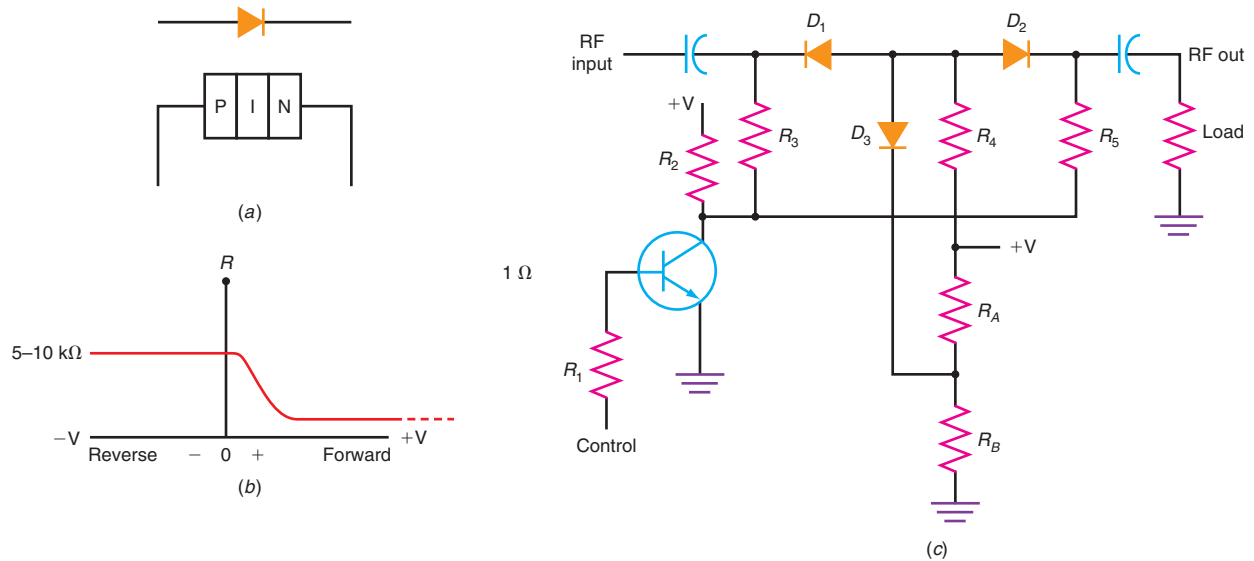 P I N
(a)
R
5–10 kΩ
−V
+V
Reverse − 0 + Forward
(b)
RF
input
D1
D2
RF out
+V
R2
R3
D3
R4
R5
Load
1 Ω
+V
RA
R1
Control
RB
(c)